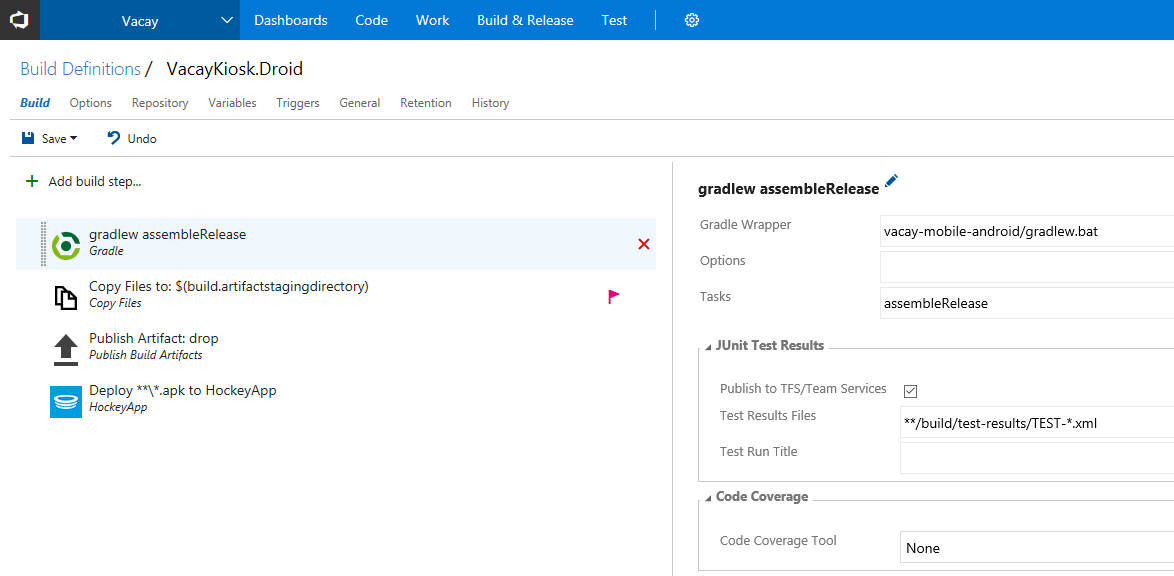 Vacay Dashboards Code Work Build & Release Test
Build Definitions / VacayKiosk.Droid
Build Options Repository Variables Triggers General Retention History
Save Undo
Add build step...
gradlew assembleRelease
Gradle
Copy Files to: $(build.artifactstagingdirectory)
Copy Files
Publish Artifact: drop
Publish Build Artifacts
Deploy **\*.apk to HockeyApp
HockeyApp
gradlew assembleRelease
Gradle Wrapper vacay-mobile-android/gradlew.bat
Options
Tasks assembleRelease
JUnit Test Results
Publish to TFS/Team Services
Test Results Files **/build/test-results/TEST-*.xml
Test Run Title
Code Coverage
Code Coverage Tool None